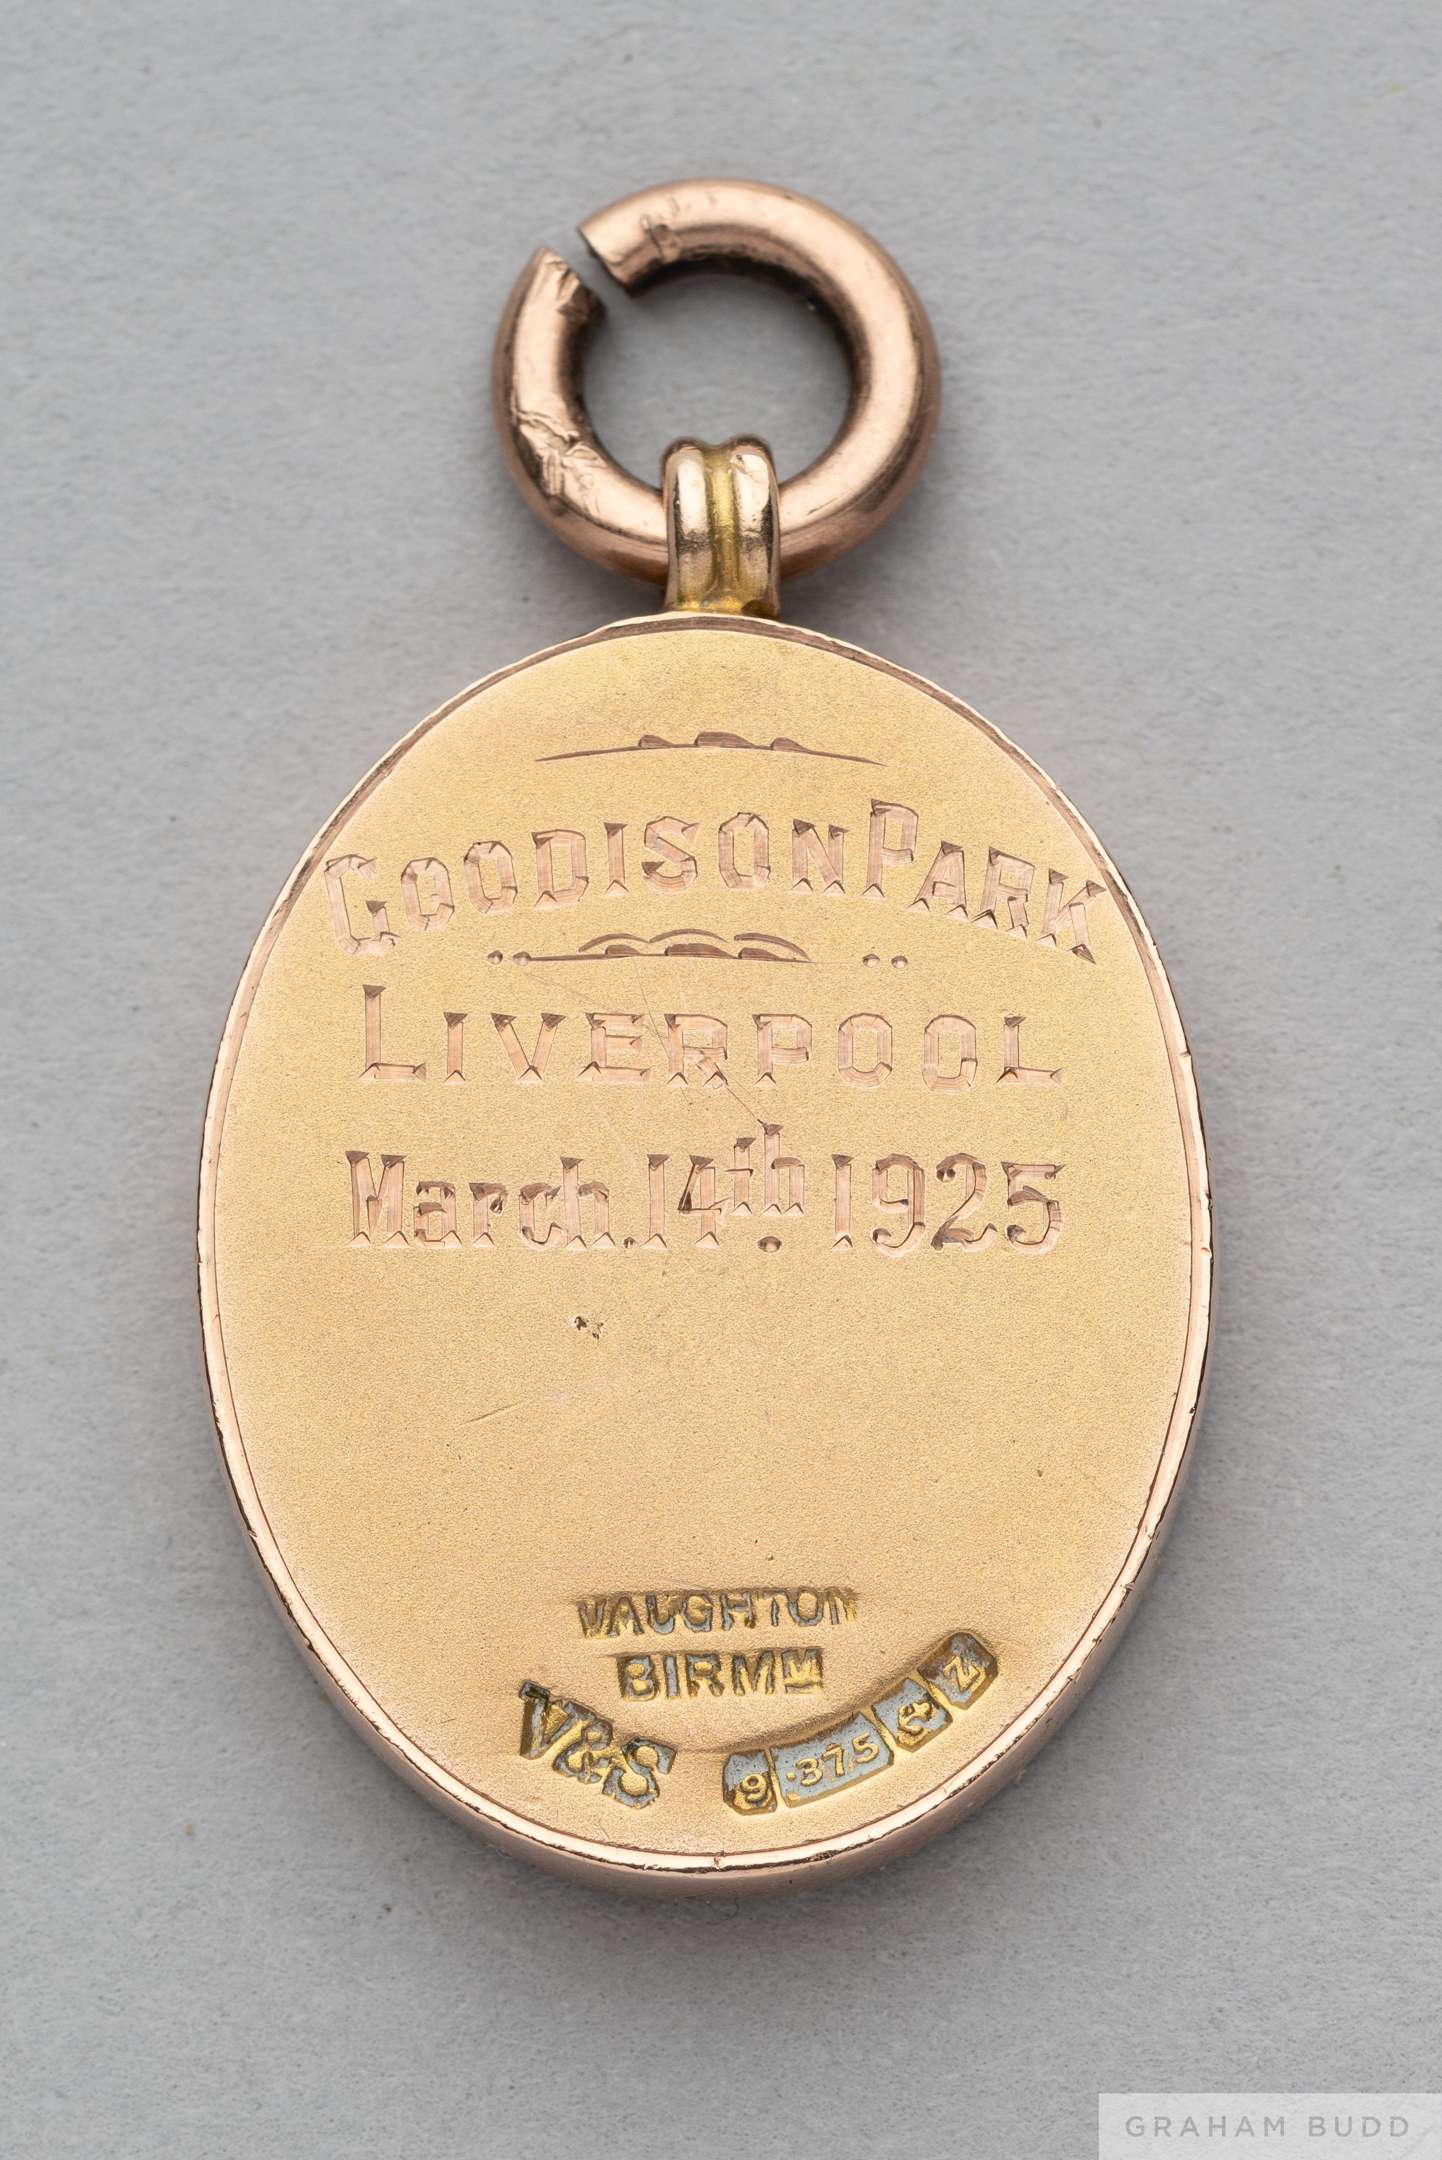 GOODISON PARK
LIVERPOOL
March. 14th. 1925
VAUGHTON
BIRMM
V&S
9 .375 Z
GRAHAM BUDD